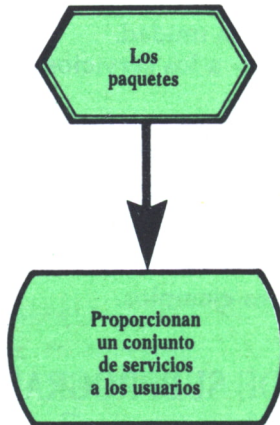 Los
paquetes
Proporcionan
un conjunto
de servicios
a los usuarios